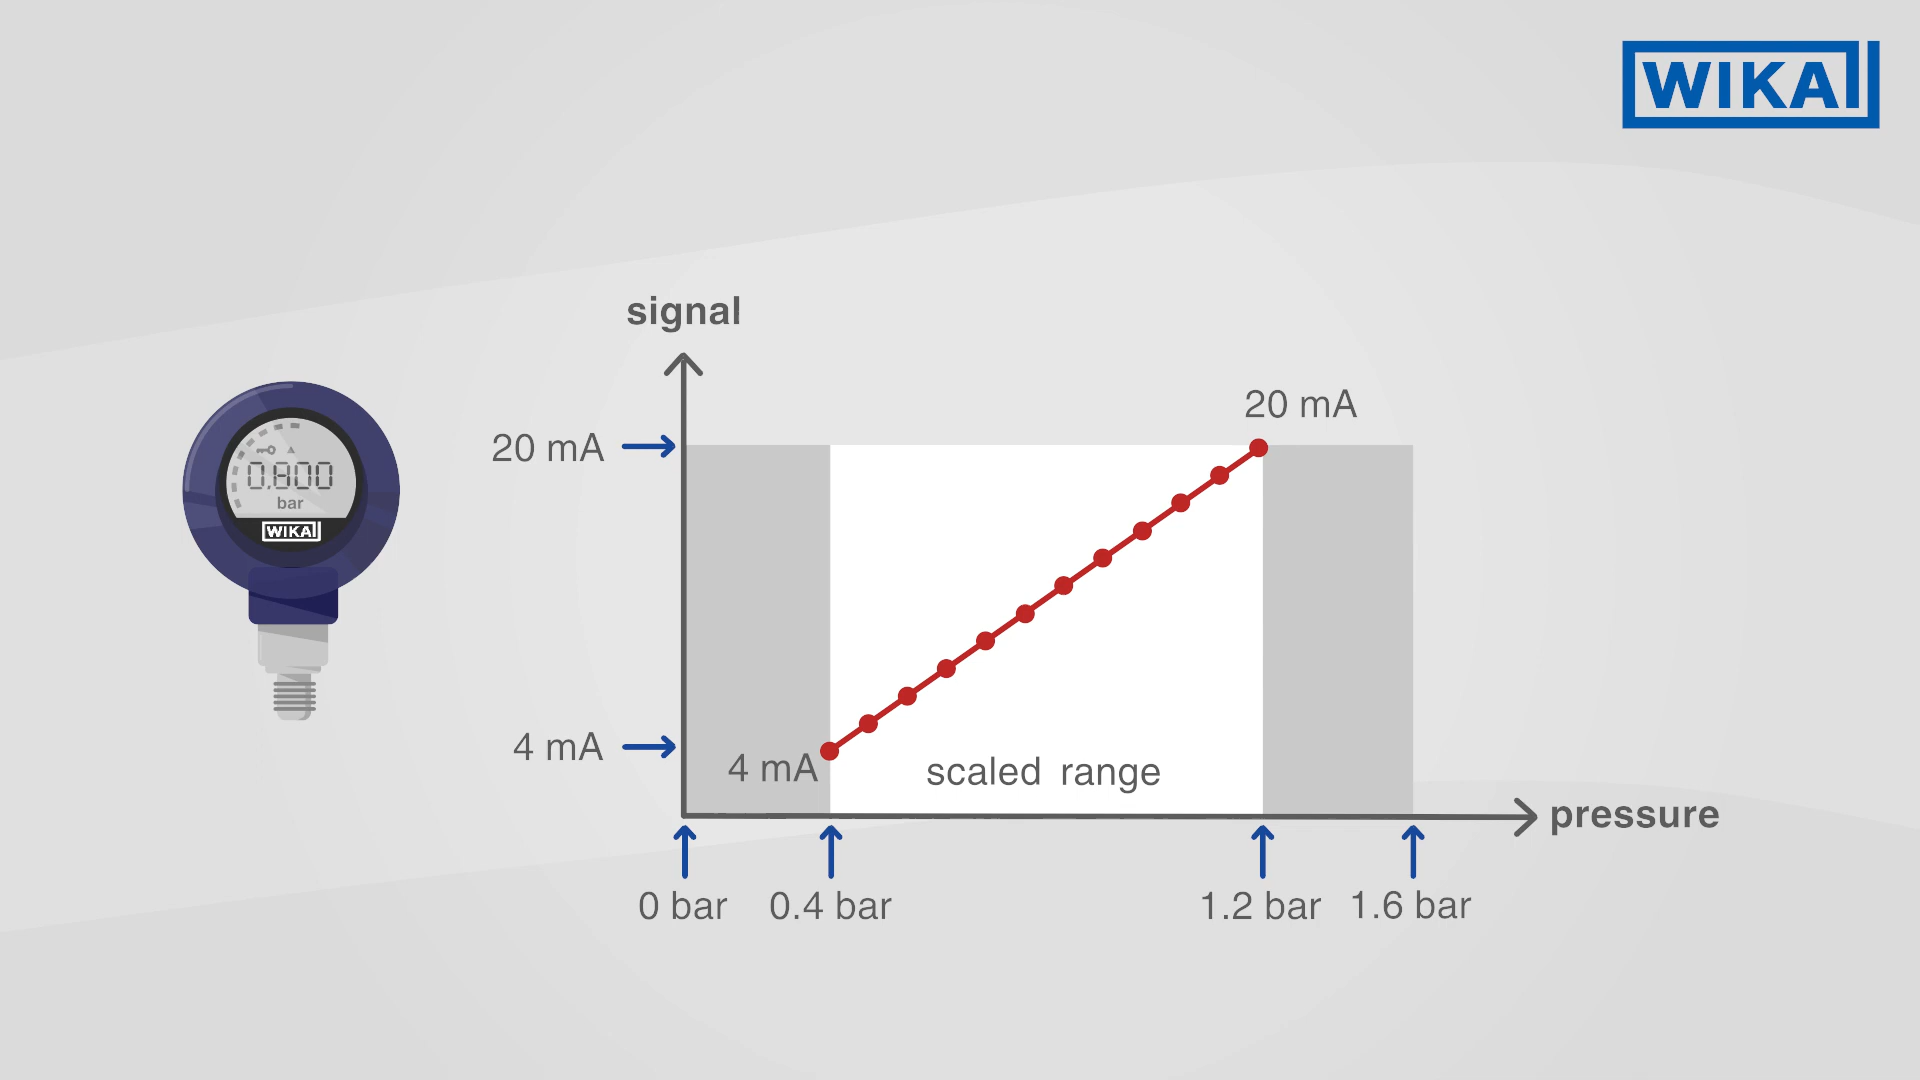 WIKA
signal
20 mA
20 mA
0.800
bar
WIKA
4 mA
4 mA
scaled range
pressure
0 bar
0.4 bar
1.2 bar
1.6 bar